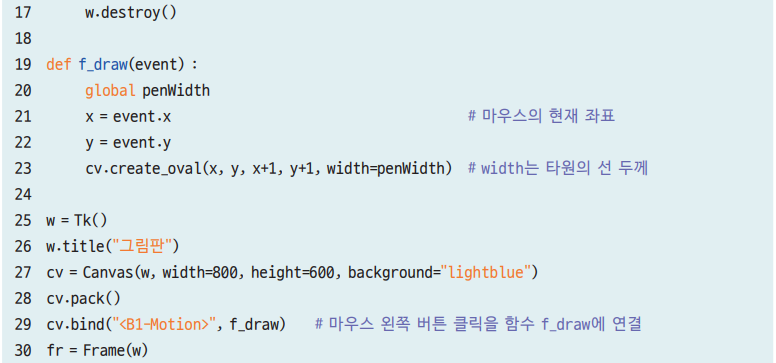 17 w.destroy()
18
19 def f_draw(event) :
20 global penWidth
21 x = event.x # 마우스의 현재 좌표
22 y = event.y
23 cv.create_oval(x, y, x+1, y+1, width=penWidth) # width는 타원의 선 두께
24
25 w = Tk()
26 w.title("그림판")
27 cv = Canvas(w, width=800, height=600, background="lightblue")
28 cv.pack()
29 cv.bind("<B1-Motion>", f_draw) # 마우스 왼쪽 버튼 클릭을 함수 f_draw에 연결
30 fr = Frame(w)